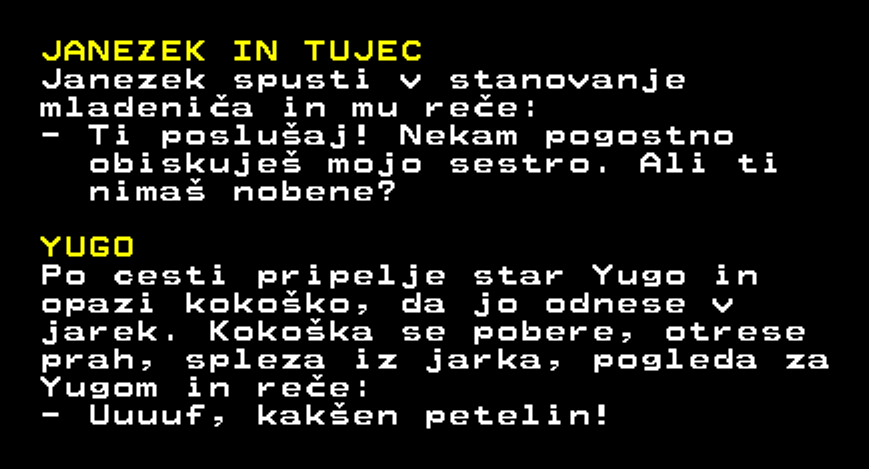 JANEZEK IN TUJEC
Janezek spusti v stanovanje
mladeniča in mu reče:
- Ti poslušaj! Nekam pogostno
obiskuješ mojo sestro. Ali ti
nimaš nobene?
YUGO
Po cesti pripelje star Yugo in
opazi kokoško, da jo odnese v
jarek. Kokoška se pobere, otrese
prah, spleza iz jarka, pogleda za
Yugom in reče:
- Uuuuf, kakšen petelin!